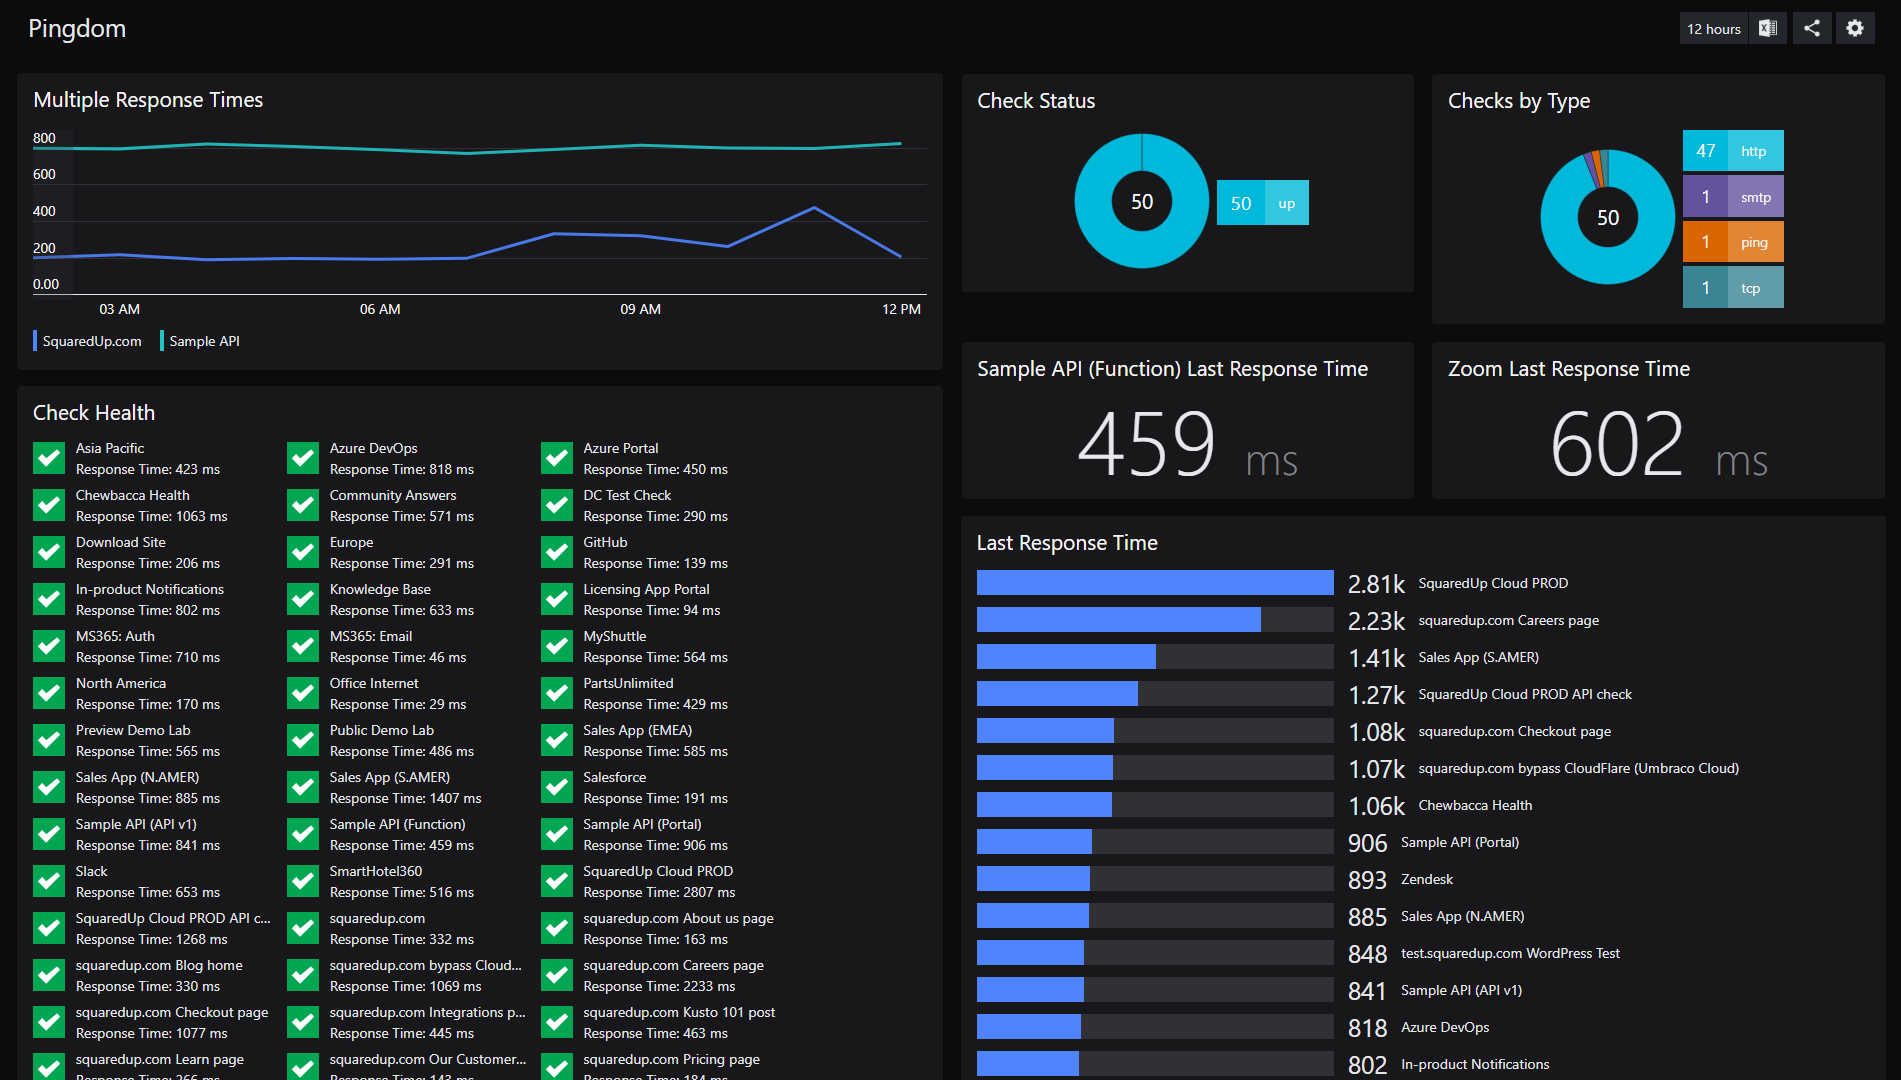 Pingdom
12 hours
Multiple Response Times
800
600
400
200
0.00
03 AM
06 AM
09 AM
12 PM
SquaredUp.com
Sample API
Check Status
50
50 up
Checks by Type
50
47 http
1 smtp
1 ping
1 tcp
Sample API (Function) Last Response Time
459 ms
Zoom Last Response Time
602 ms
Check Health
Asia Pacific
Response Time: 423 ms
Azure DevOps
Response Time: 818 ms
Azure Portal
Response Time: 450 ms
Chewbacca Health
Response Time: 1063 ms
Community Answers
Response Time: 571 ms
DC Test Check
Response Time: 290 ms
Download Site
Response Time: 206 ms
Europe
Response Time: 291 ms
GitHub
Response Time: 139 ms
In-product Notifications
Response Time: 802 ms
Knowledge Base
Response Time: 633 ms
Licensing App Portal
Response Time: 94 ms
MS365: Auth
Response Time: 710 ms
MS365: Email
Response Time: 46 ms
MyShuttle
Response Time: 564 ms
North America
Response Time: 170 ms
Office Internet
Response Time: 29 ms
PartsUnlimited
Response Time: 429 ms
Preview Demo Lab
Response Time: 565 ms
Public Demo Lab
Response Time: 486 ms
Sales App (EMEA)
Response Time: 585 ms
Sales App (N.AMER)
Response Time: 885 ms
Sales App (S.AMER)
Response Time: 1407 ms
Salesforce
Response Time: 191 ms
Sample API (API v1)
Response Time: 841 ms
Sample API (Function)
Response Time: 459 ms
Sample API (Portal)
Response Time: 906 ms
Slack
Response Time: 653 ms
SmartHotel360
Response Time: 516 ms
SquaredUp Cloud PROD
Response Time: 2807 ms
SquaredUp Cloud PROD API c...
Response Time: 1268 ms
squaredup.com
Response Time: 332 ms
squaredup.com About us page
Response Time: 163 ms
squaredup.com Blog home
Response Time: 330 ms
squaredup.com bypass Cloud...
Response Time: 1069 ms
squaredup.com Careers page
Response Time: 2233 ms
squaredup.com Checkout page
Response Time: 1077 ms
squaredup.com Integrations p...
Response Time: 445 ms
squaredup.com Kusto 101 post
Response Time: 463 ms
squaredup.com Learn page
Response Time: 266 ms
squaredup.com Our Customer...
Response Time: 143 ms
squaredup.com Pricing page
Response Time: 184 ms
Last Response Time
2.81k SquaredUp Cloud PROD
2.23k squaredup.com Careers page
1.41k Sales App (S.AMER)
1.27k SquaredUp Cloud PROD API check
1.08k squaredup.com Checkout page
1.07k squaredup.com bypass CloudFlare (Umbraco Cloud)
1.06k Chewbacca Health
906 Sample API (Portal)
893 Zendesk
885 Sales App (N.AMER)
848 test.squaredup.com WordPress Test
841 Sample API (API v1)
818 Azure DevOps
802 In-product Notifications